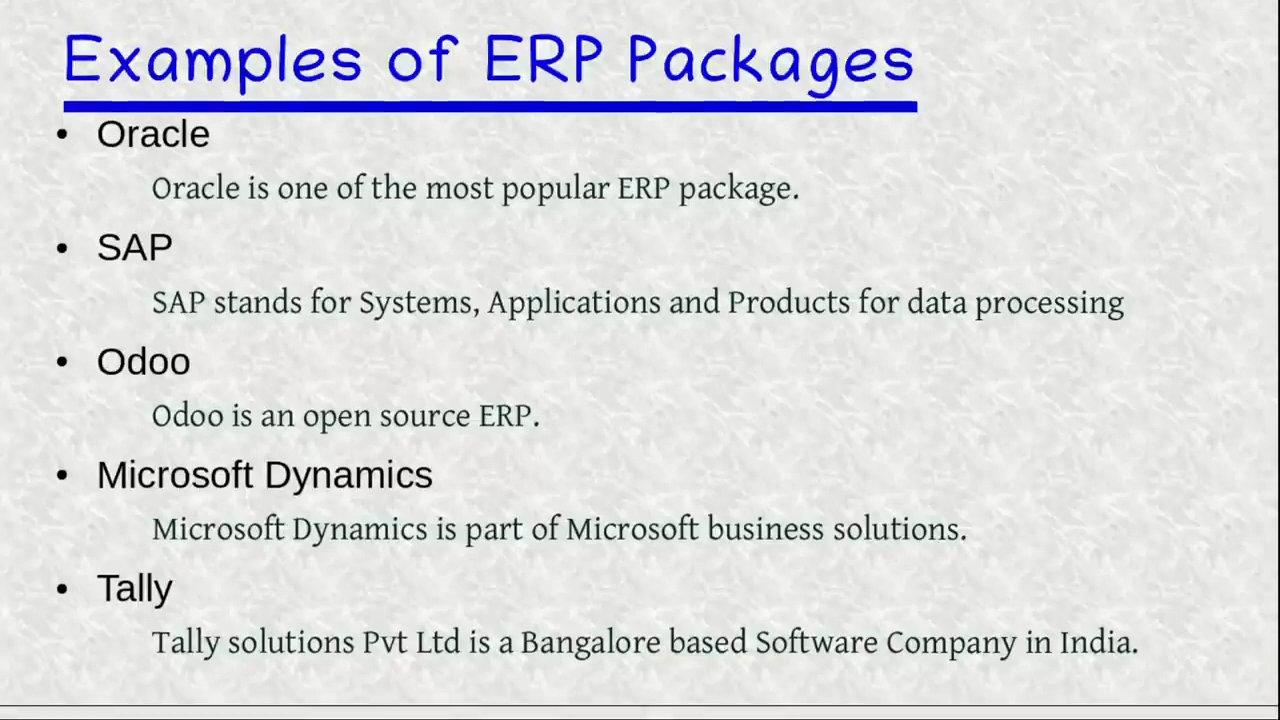 Examples of ERP Packages
• Oracle
Oracle is one of the most popular ERP package.
• SAP
SAP stands for Systems, Applications and Products for data processing
• Odoo
Odoo is an open source ERP.
• Microsoft Dynamics
Microsoft Dynamics is part of Microsoft business solutions.
• Tally
Tally solutions Pvt Ltd is a Bangalore based Software Company in India.